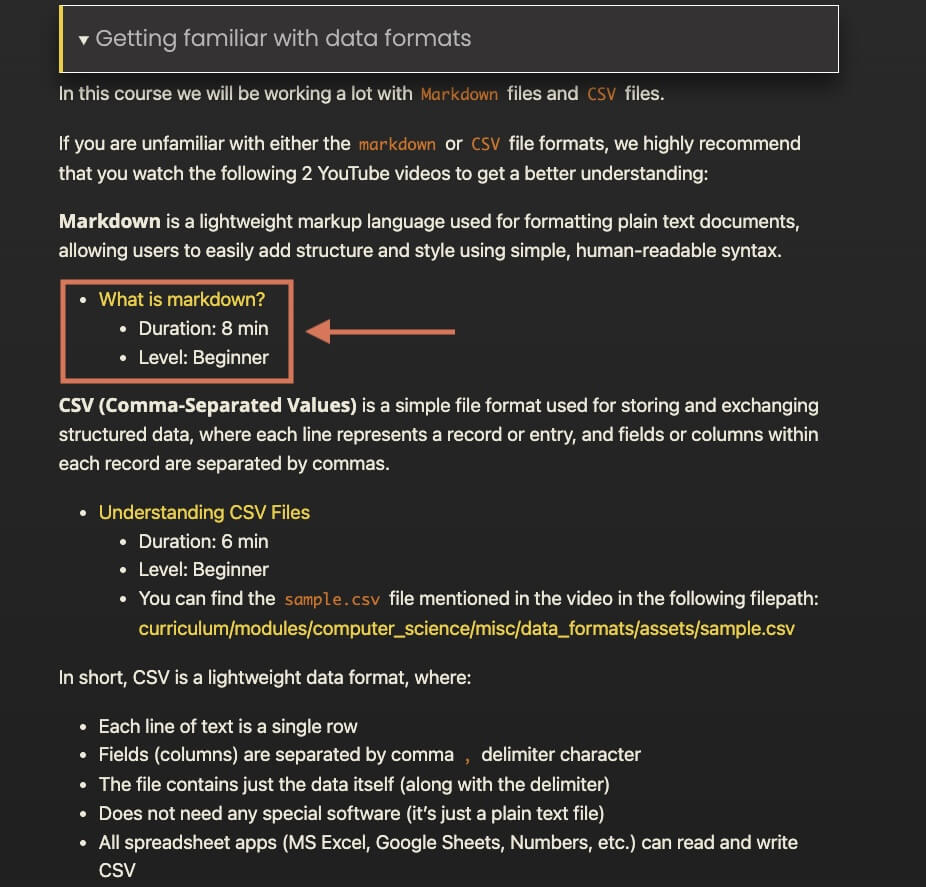 ▾ Getting familiar with data formats
In this course we will be working a lot with Markdown files and CSV files.
If you are unfamiliar with either the markdown or CSV file formats, we highly recommend
that you watch the following 2 YouTube videos to get a better understanding:
Markdown is a lightweight markup language used for formatting plain text documents,
allowing users to easily add structure and style using simple, human-readable syntax.
• What is markdown?
• Duration: 8 min
• Level: Beginner
CSV (Comma-Separated Values) is a simple file format used for storing and exchanging
structured data, where each line represents a record or entry, and fields or columns within
each record are separated by commas.
• Understanding CSV Files
• Duration: 6 min
• Level: Beginner
• You can find the sample.csv file mentioned in the video in the following filepath:
curriculum/modules/computer_science/misc/data_formats/assets/sample.csv
In short, CSV is a lightweight data format, where:
• Each line of text is a single row
• Fields (columns) are separated by comma , delimiter character
• The file contains just the data itself (along with the delimiter)
• Does not need any special software (it’s just a plain text file)
• All spreadsheet apps (MS Excel, Google Sheets, Numbers, etc.) can read and write
CSV